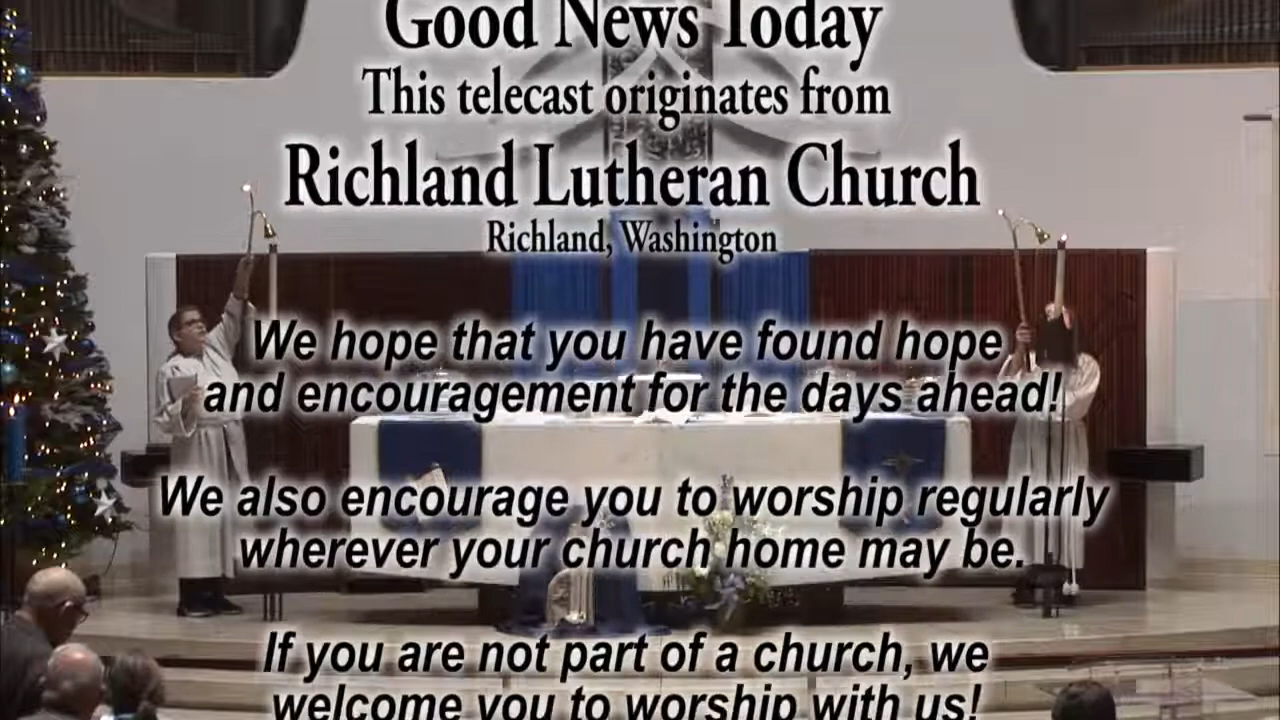 Good News Today
This telecast originates from
Richland Lutheran Church
Richland, Washington
We hope that you have found hope
and encouragement for the days ahead!
We also encourage you to worship regularly
wherever your church home may be.
If you are not part of a church, we
welcome you to worship with us!